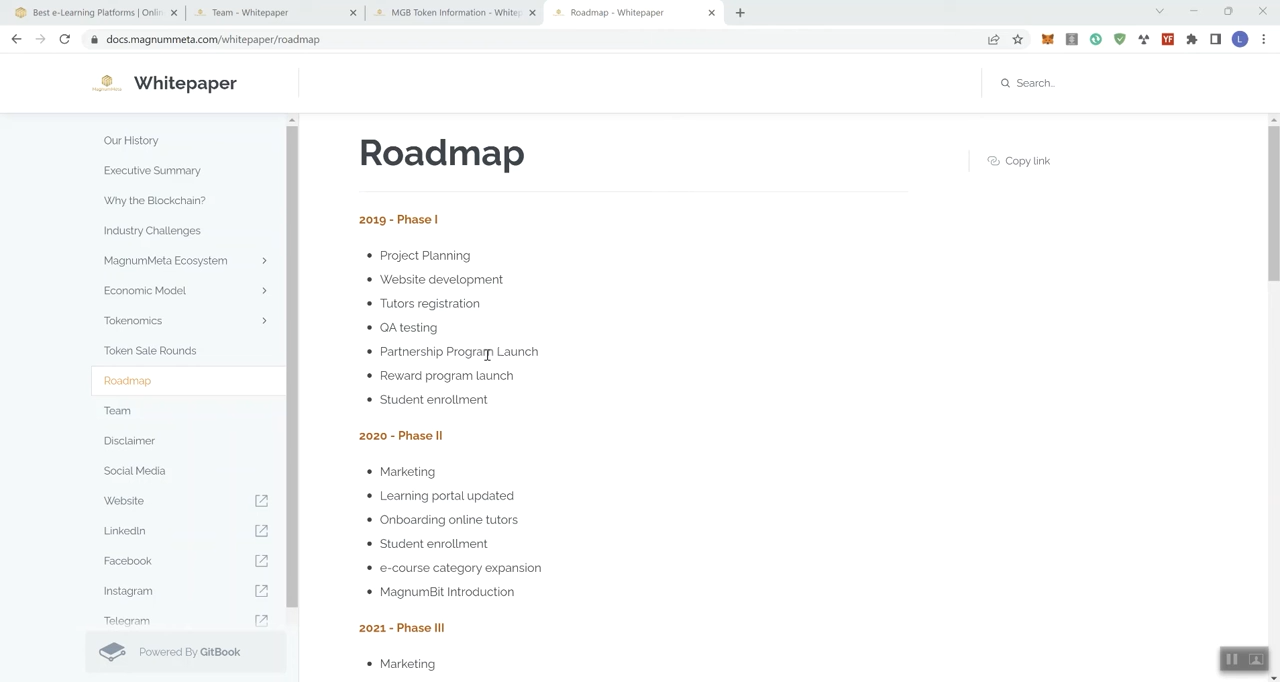 Best e-Learning Platforms | Onlin
Team - Whitepaper
MGB Token Information - Whitep
Roadmap - Whitepaper
docs.magnummeta.com/whitepaper/roadmap
YF
L
MagnumMeta
Whitepaper
Search...
Our History
Executive Summary
Why the Blockchain?
Industry Challenges
MagnumMeta Ecosystem
Economic Model
Tokenomics
Token Sale Rounds
Roadmap
Team
Disclaimer
Social Media
Website
LinkedIn
Facebook
Instagram
Telegram
Powered By GitBook
Roadmap
Copy link
2019 - Phase I
Project Planning
Website development
Tutors registration
QA testing
Partnership Program Launch
Reward program launch
Student enrollment
2020 - Phase II
Marketing
Learning portal updated
Onboarding online tutors
Student enrollment
e-course category expansion
MagnumBit Introduction
2021 - Phase III
Marketing